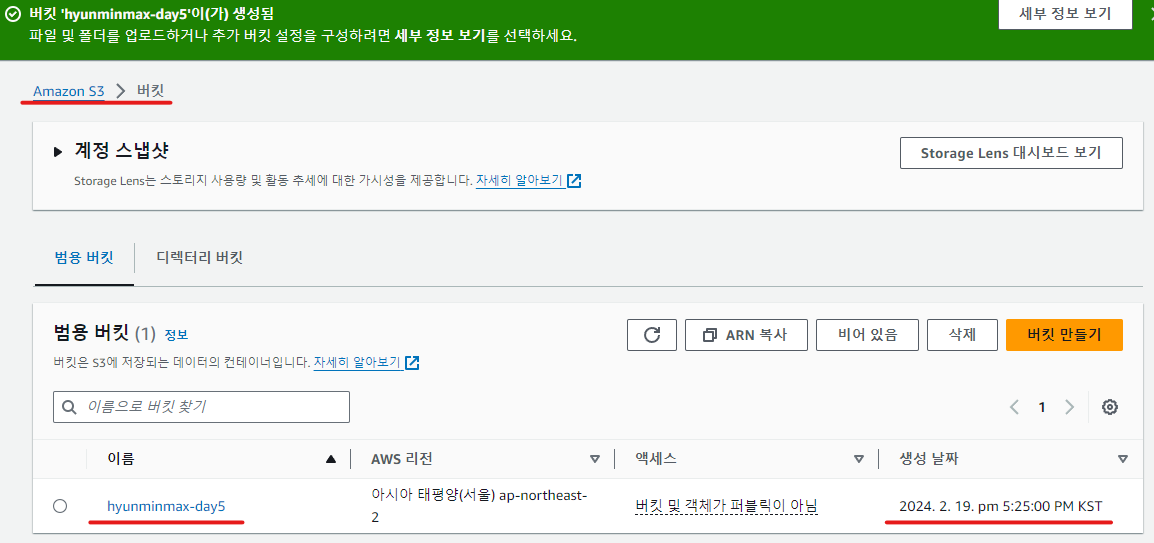 버킷 'hyunminmax-day5'이(가) 생성됨
파일 및 폴더를 업로드하거나 추가 버킷 설정을 구성하려면 세부 정보 보기를 선택하세요.
세부 정보 보기
Amazon S3 > 버킷
계정 스냅샷
Storage Lens는 스토리지 사용량 및 활동 추세에 대한 가시성을 제공합니다. 자세히 알아보기
Storage Lens 대시보드 보기
범용 버킷
디렉터리 버킷
범용 버킷 (1) 정보
버킷은 S3에 저장되는 데이터의 컨테이너입니다. 자세히 알아보기
ARN 복사
비어 있음
삭제
버킷 만들기
이름으로 버킷 찾기
1
이름
AWS 리전
액세스
생성 날짜
hyunminmax-day5
아시아 태평양(서울) ap-northeast-
2
버킷 및 객체가 퍼블릭이 아님
2024. 2. 19. pm 5:25:00 PM KST